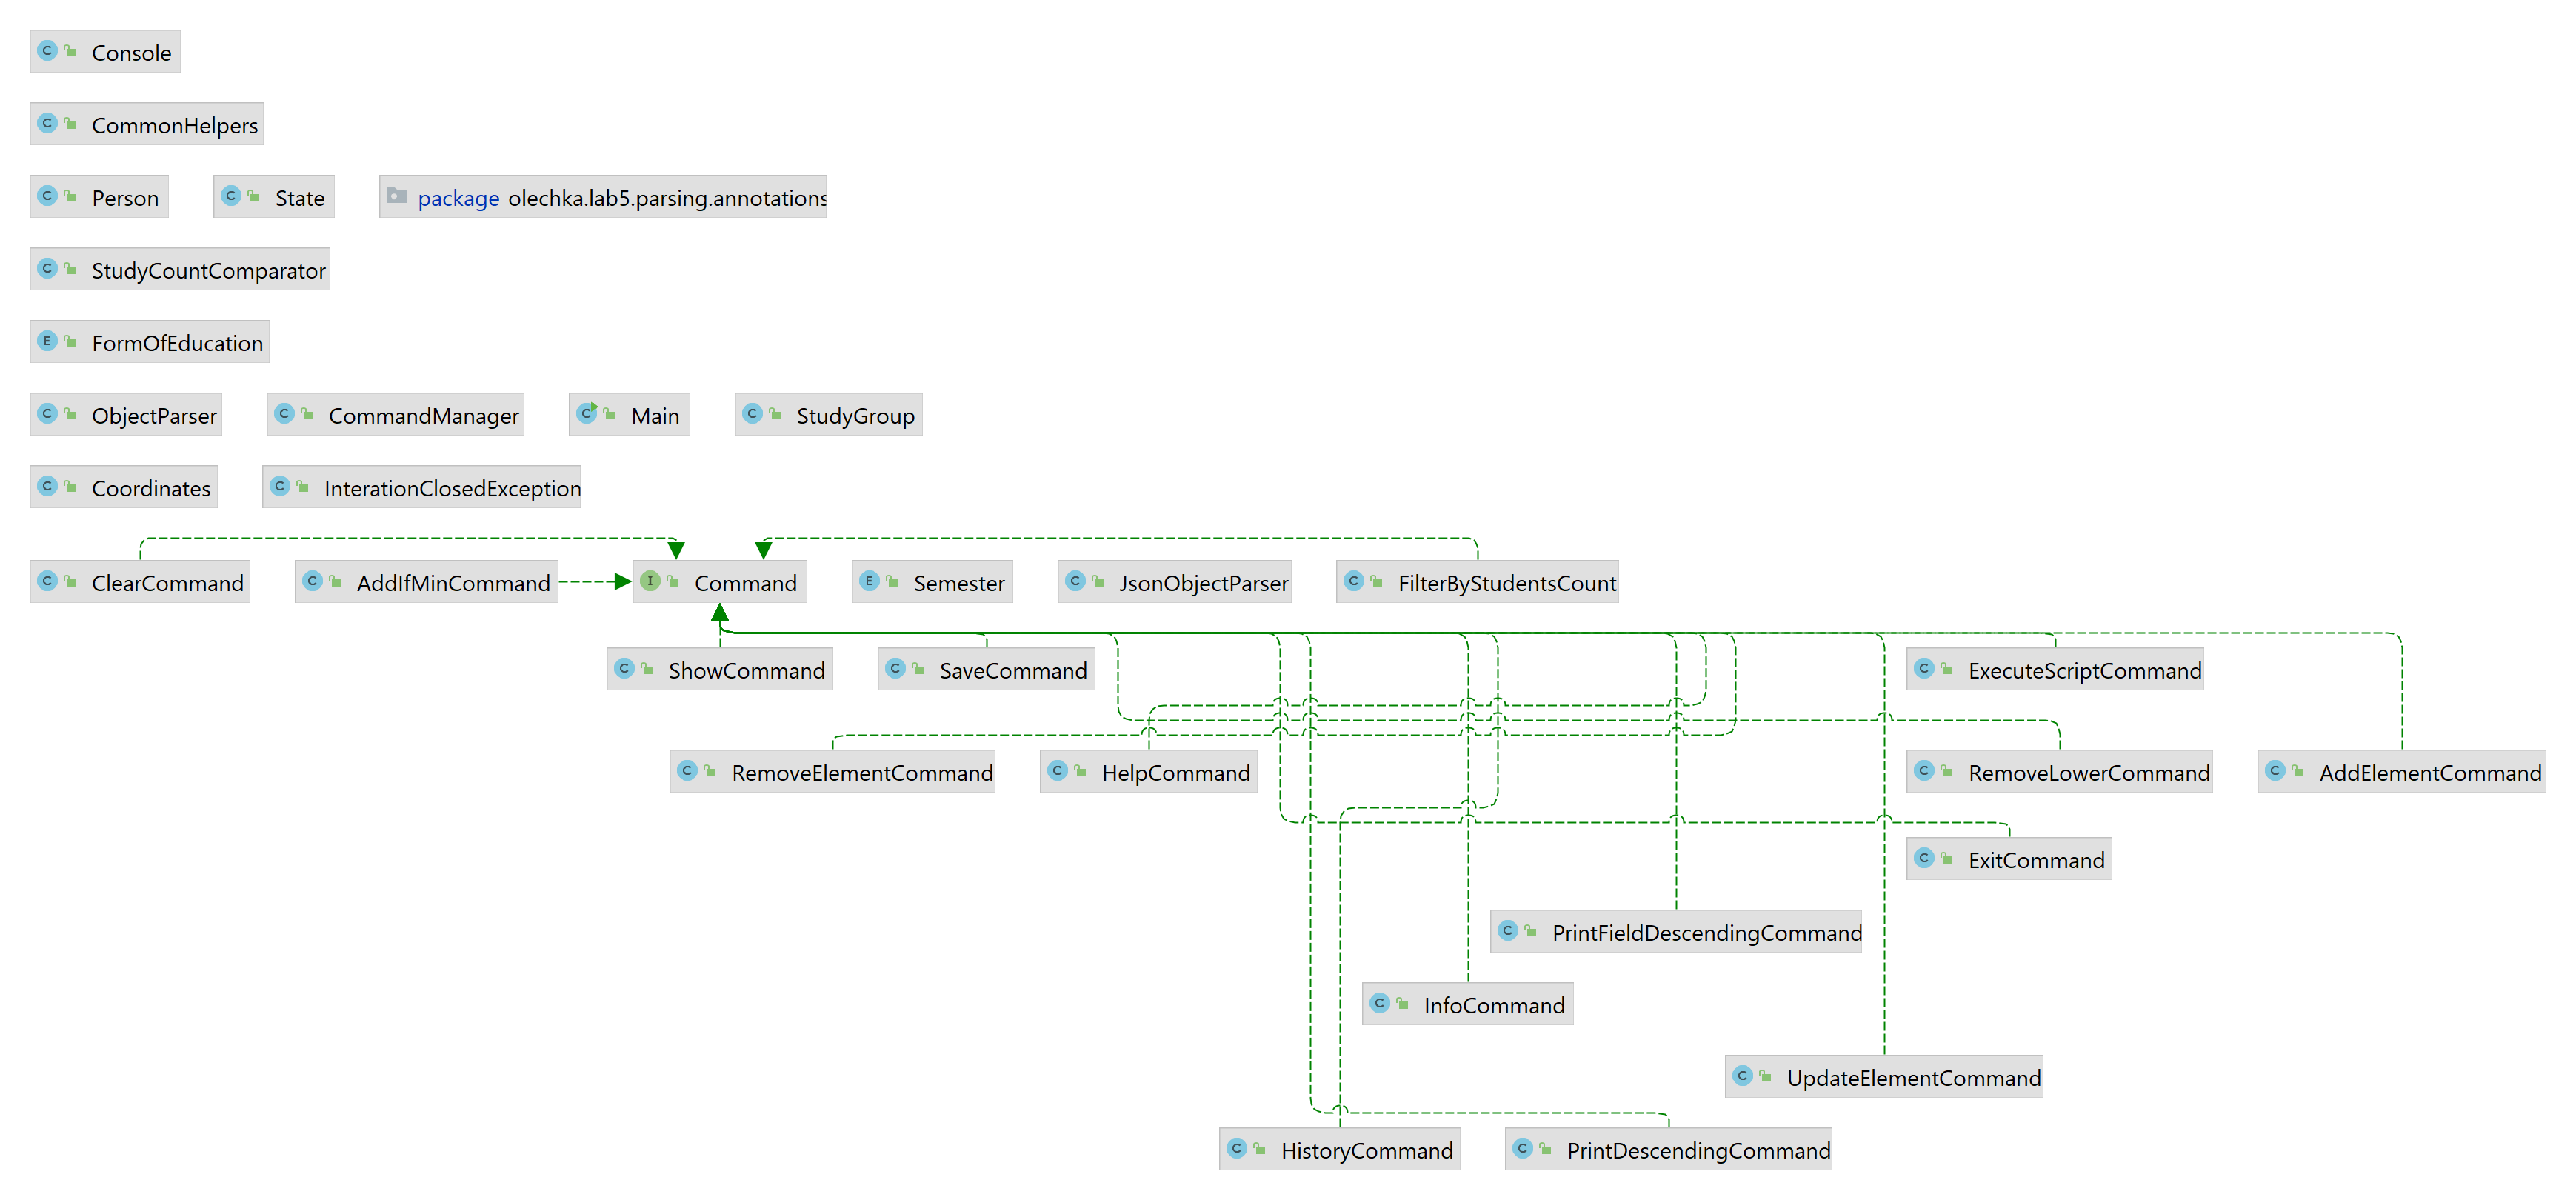 Console
CommonHelpers
Person
State
package olechka.lab5.parsing.annotations
StudyCountComparator
FormOfEducation
ObjectParser
CommandManager
Main
StudyGroup
Coordinates
InterationClosedException
ClearCommand
AddIfMinCommand
Command
Semester
JsonObjectParser
FilterByStudentsCount
ShowCommand
SaveCommand
ExecuteScriptCommand
RemoveElementCommand
HelpCommand
RemoveLowerCommand
AddElementCommand
ExitCommand
PrintFieldDescendingCommand
InfoCommand
UpdateElementCommand
HistoryCommand
PrintDescendingCommand